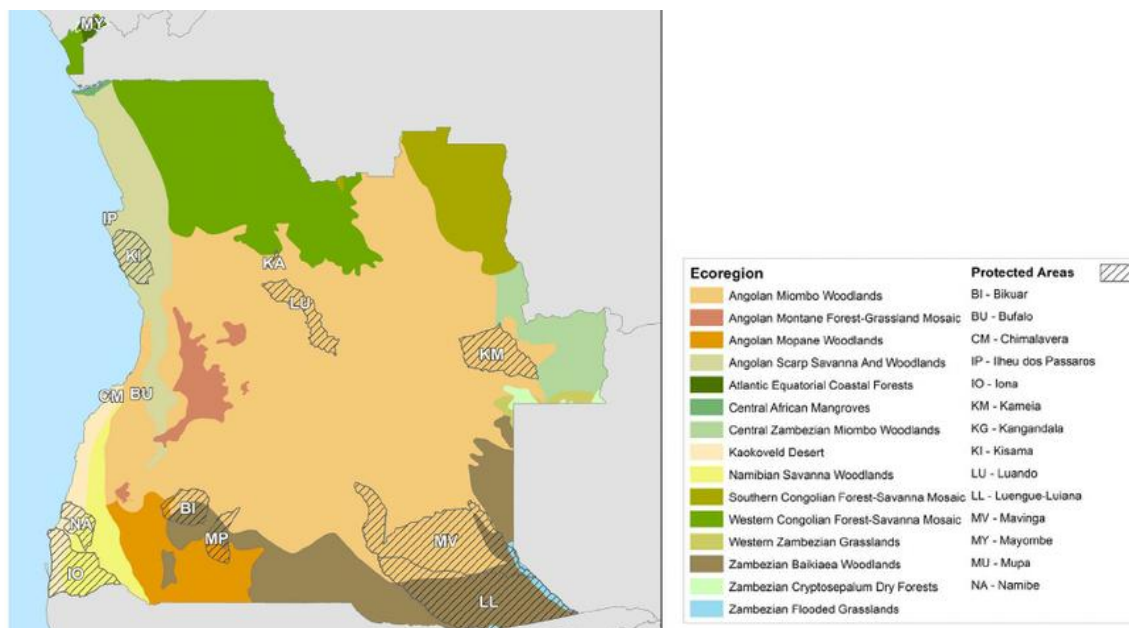 MY
IP
KI
KA
LU
KM
CM
BU
BI
NA
MP
MV
IO
LL
Ecoregion Protected Areas
Angolan Miombo Woodlands BI - Bikuar
Angolan Montane Forest-Grassland Mosaic BU - Bufalo
Angolan Mopane Woodlands CM - Chimalavera
Angolan Scarp Savanna And Woodlands IP - Ilheu dos Passaros
Atlantic Equatorial Coastal Forests IO - Iona
Central African Mangroves KM - Kameia
Central Zambezian Miombo Woodlands KG - Kangandala
Kaokoveld Desert KI - Kisama
Namibian Savanna Woodlands LU - Luando
Southern Congolian Forest-Savanna Mosaic LL - Luengue-Luiana
Western Congolian Forest-Savanna Mosaic MV - Mavinga
Western Zambezian Grasslands MY - Mayombe
Zambezian Baikiaea Woodlands MU - Mupa
Zambezian Cryptosepalum Dry Forests NA - Namibe
Zambezian Flooded Grasslands